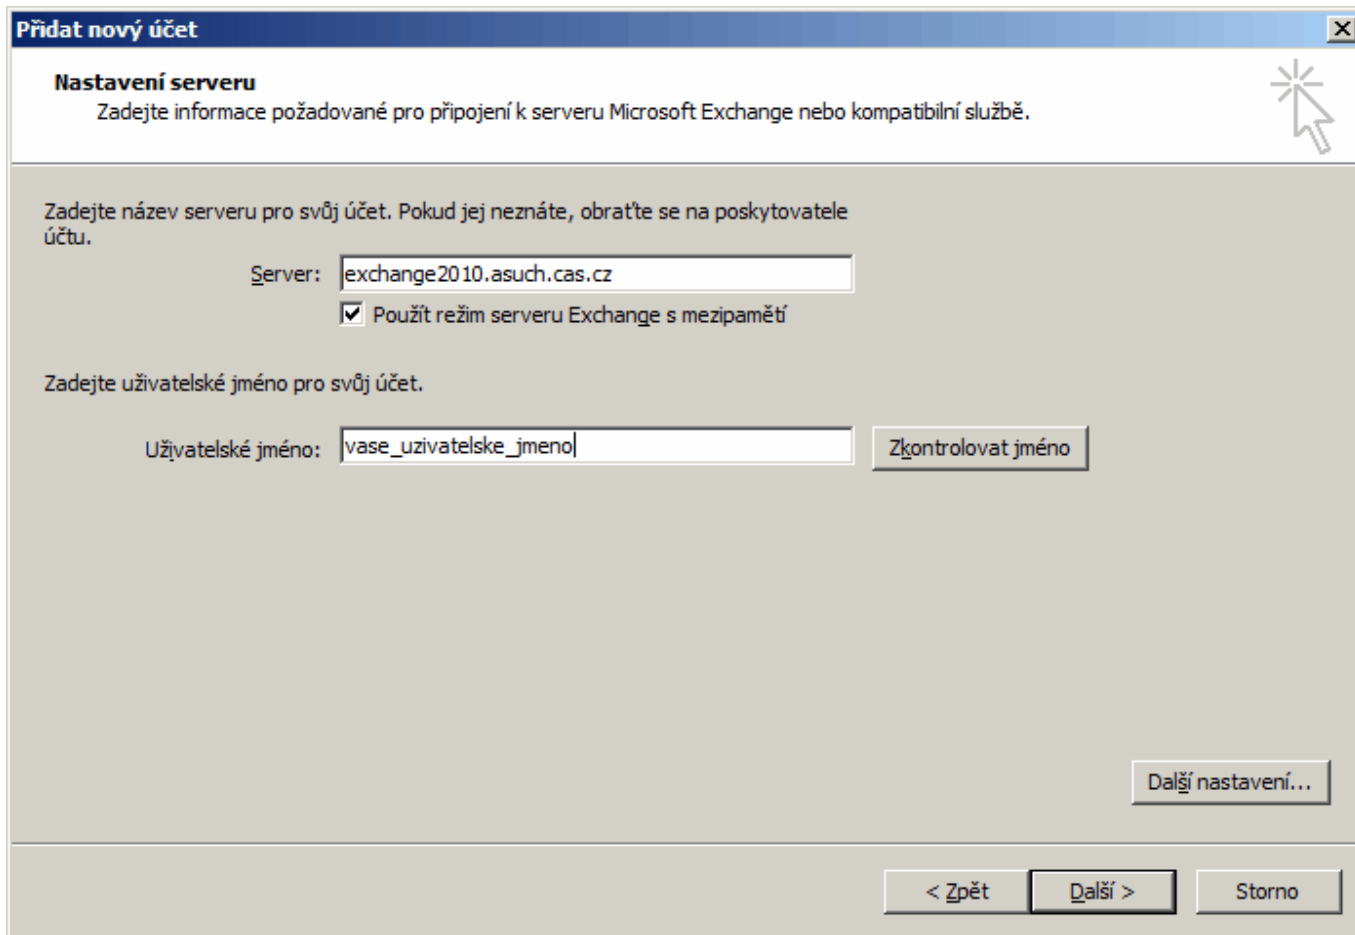 Přidat nový účet
Nastavení serveru
Zadejte informace požadované pro připojení k serveru Microsoft Exchange nebo kompatibilní službě.
Zadejte název serveru pro svůj účet. Pokud jej neznáte, obraťte se na poskytovatele
účtu.
Server: exchange2010.asuch.cas.cz
Použít režim serveru Exchange s mezipamětí
Zadejte uživatelské jméno pro svůj účet.
Uživatelské jméno: vase_uzivatelske_jmeno Zkontrolovat jméno
Další nastavení...
< Zpět Další > Storno